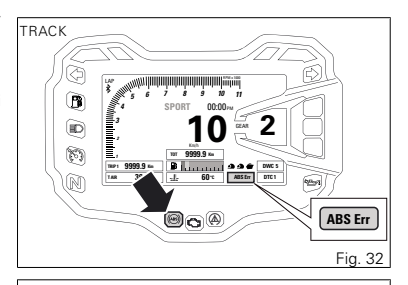 TRACK
LAP
RPM x 1000
1 2 3 4 5 6 7 8 9 10 11
SPORT 00:00 PM
10
Km/h
GEAR 2
TOT 9999.9 Km
TRIP 1 9999.9 Km
DWC 5
T AIR
60 °C
ABS Err
DTC 1
N
ABS
ABS Err
Fig. 32